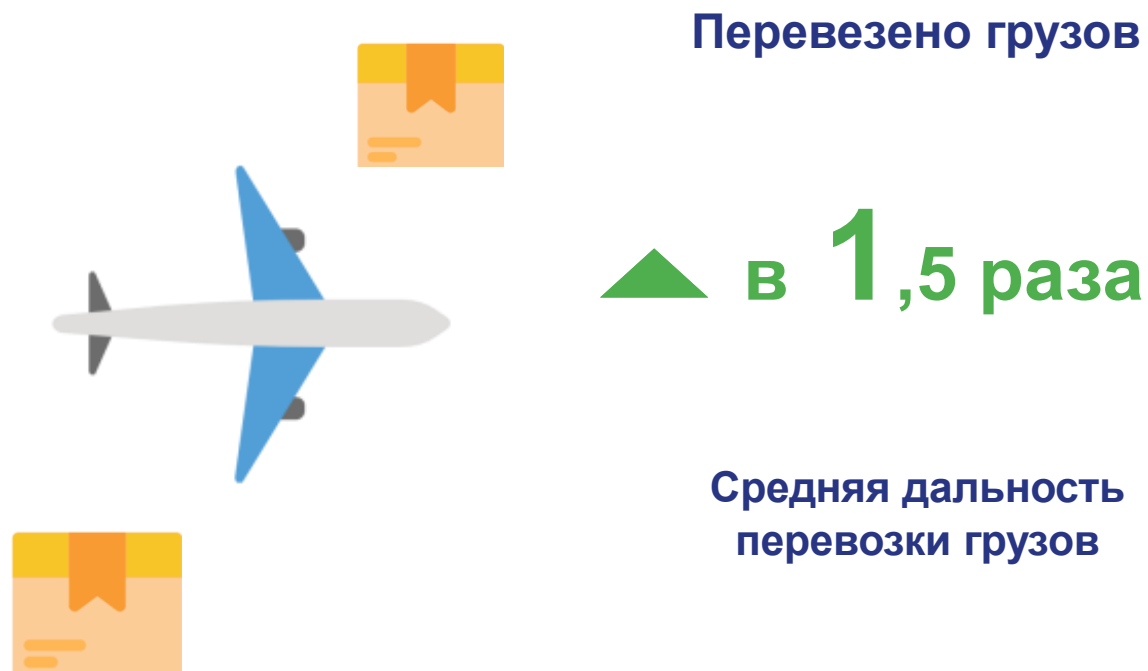 Перевезено грузов
в 1,5 раза
Средняя дальность
перевозки грузов